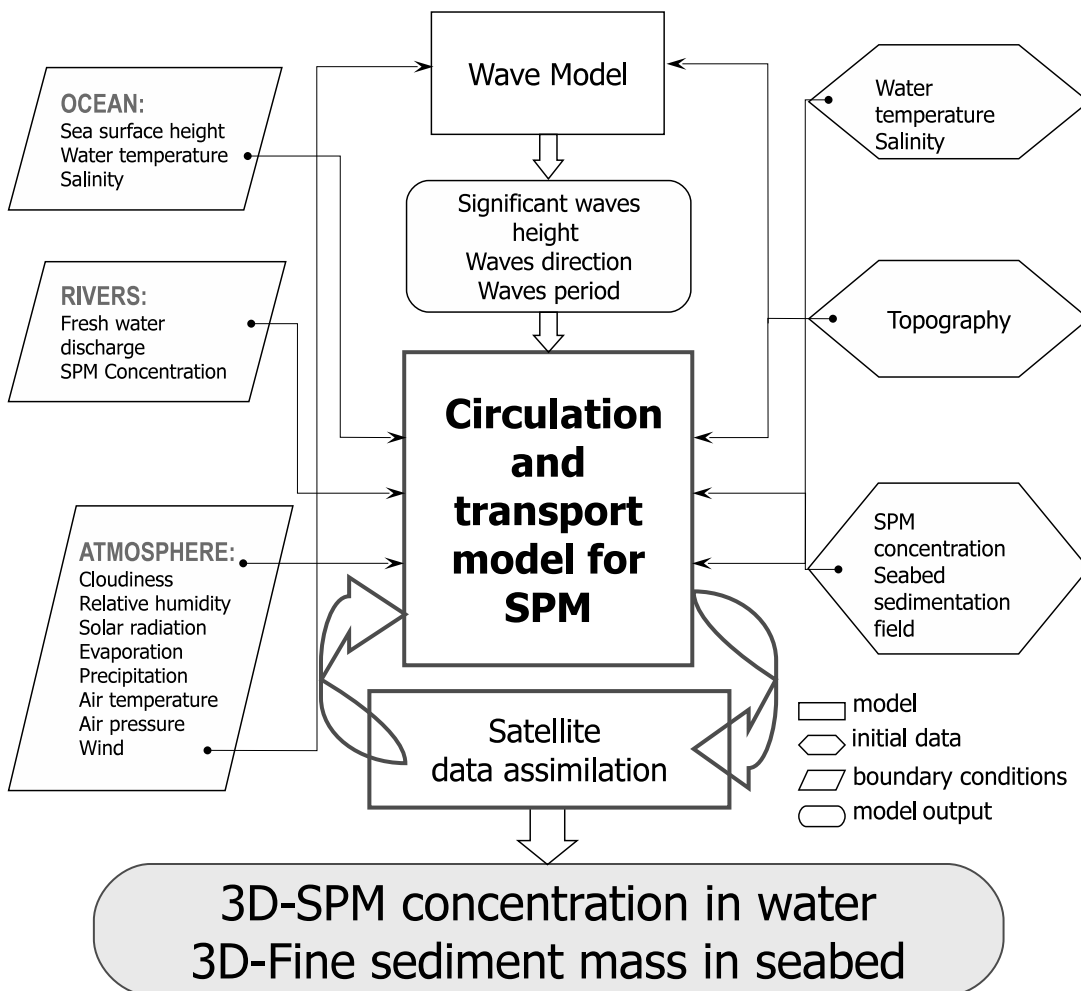 Wave Model
OCEAN:
Sea surface height
Water temperature
Salinity
Water
temperature
Salinity
Significant waves
height
Waves direction
Waves period
RIVERS:
Fresh water
discharge
SPM Concentration
Topography
Circulation
and
transport
model for
SPM
ATMOSPHERE:
Cloudiness
Relative humidity
Solar radiation
Evaporation
Precipitation
Air temperature
Air pressure
Wind
SPM
concentration
Seabed
sedimentation
field
Satellite
data assimilation
model
initial data
boundary conditions
model output
3D-SPM concentration in water
3D-Fine sediment mass in seabed